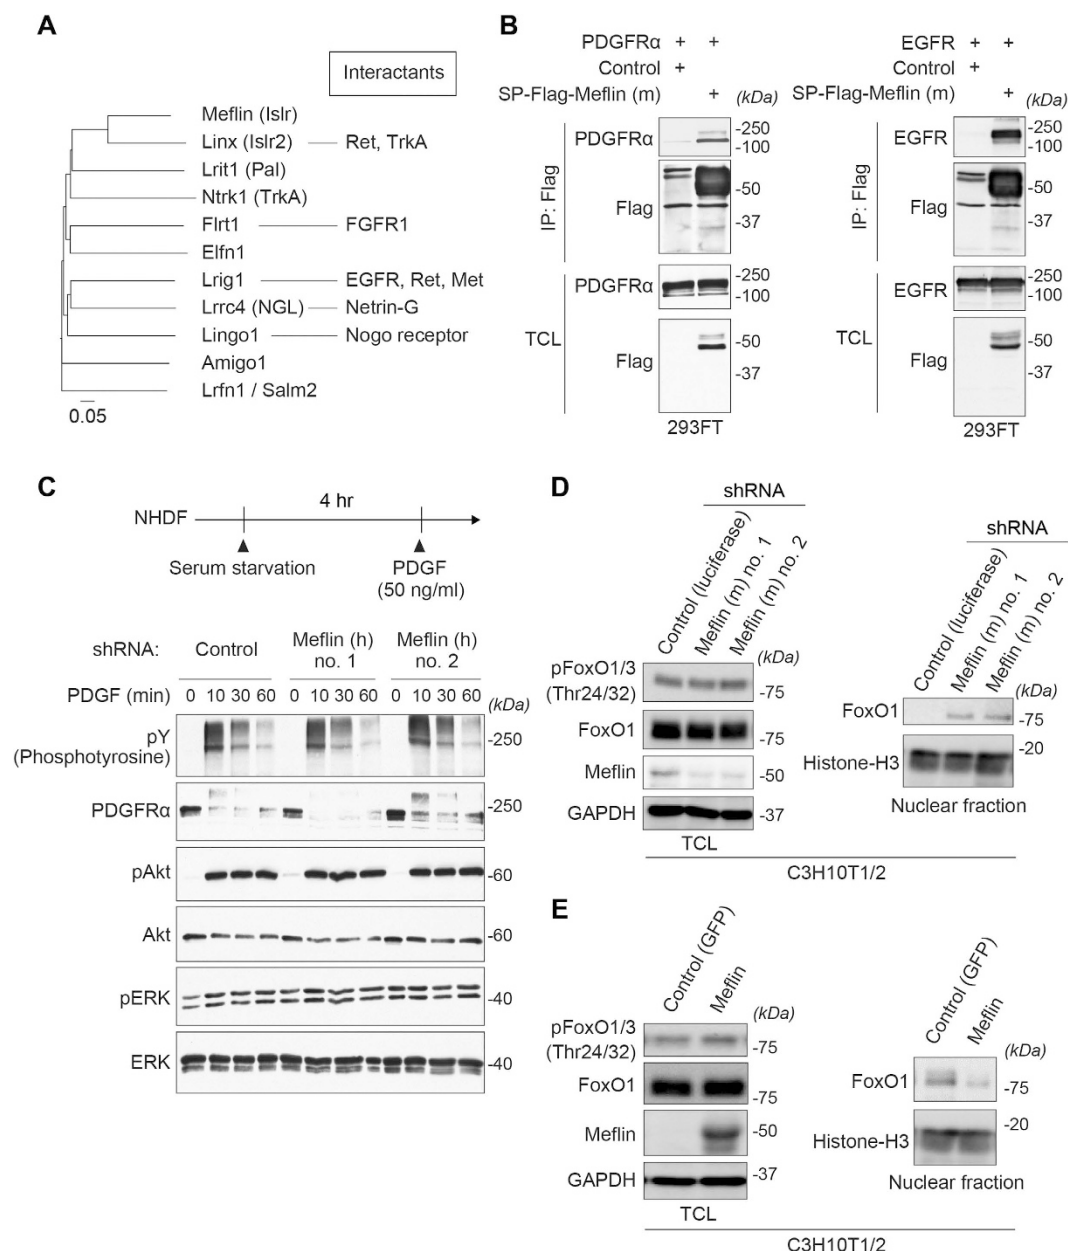 A
Interactants
Meflin (Islr)
Linx (Islr2) Ret, TrkA
Lrit1 (Pal)
Ntrk1 (TrkA)
Flrt1 FGFR1
Elfn1
Lrig1 EGFR, Ret, Met
Lrrc4 (NGL) Netrin-G
Lingo1 Nogo receptor
Amigo1
Lrfn1 / Salm2
0.05
B
PDGFRα + +
Control +
SP-Flag-Meflin (m) + (kDa)
IP: Flag
PDGFRα -250
-100
Flag -50
-37
TCL
PDGFRα -250
-100
Flag -50
-37
293FT
EGFR + +
Control +
SP-Flag-Meflin (m) + (kDa)
IP: Flag
EGFR -250
-100
Flag -50
-37
TCL
EGFR -250
-100
Flag -50
-37
293FT
C
4 hr
NHDF
Serum starvation PDGF
(50 ng/ml)
shRNA: Control Meflin (h) no. 1 Meflin (h) no. 2
PDGF (min) 0 10 30 60 0 10 30 60 0 10 30 60 (kDa)
pY
(Phosphotyrosine) -250
PDGFRα -250
pAkt -60
Akt -60
pERK -40
ERK -40
D
shRNA
Control (luciferase)
Meflin (m) no. 1
Meflin (m) no. 2
(kDa)
pFoxO1/3
(Thr24/32) -75
FoxO1 -75
Meflin -50
GAPDH -37
TCL
shRNA
Control (luciferase)
Meflin (m) no. 1
Meflin (m) no. 2
(kDa)
FoxO1 -75
-20
Histone-H3
Nuclear fraction
C3H10T1/2
E
Control (GFP)
Meflin
(kDa)
pFoxO1/3
(Thr24/32) -75
FoxO1 -75
Meflin -50
GAPDH -37
TCL
Control (GFP)
Meflin
(kDa)
FoxO1 -75
-20
Histone-H3
Nuclear fraction
C3H10T1/2